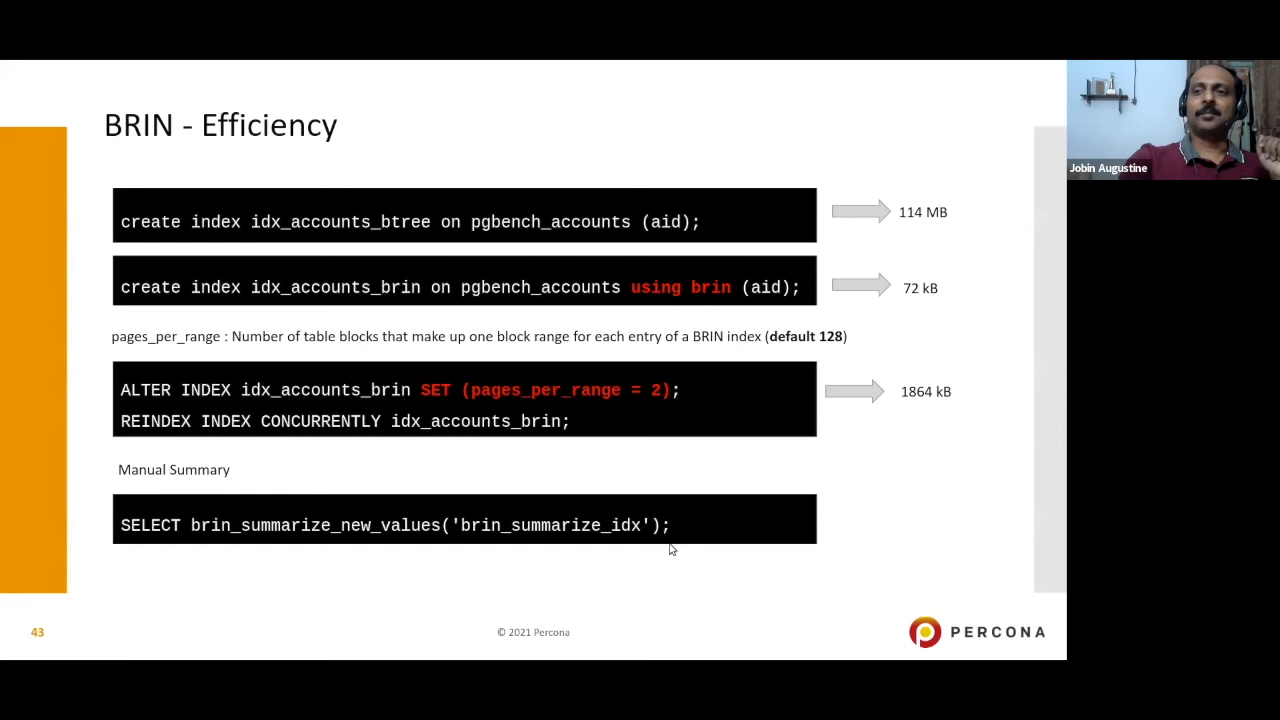 BRIN - Efficiency
Jobin Augustine
create index idx_accounts_btree on pgbench_accounts (aid);
114 MB
create index idx_accounts_brin on pgbench_accounts using brin (aid);
72 kB
pages_per_range : Number of table blocks that make up one block range for each entry of a BRIN index (default 128)
ALTER INDEX idx_accounts_brin SET (pages_per_range = 2);
1864 kB
REINDEX INDEX CONCURRENTLY idx_accounts_brin;
Manual Summary
SELECT brin_summarize_new_values('brin_summarize_idx');
43
© 2021 Percona
PERCONA